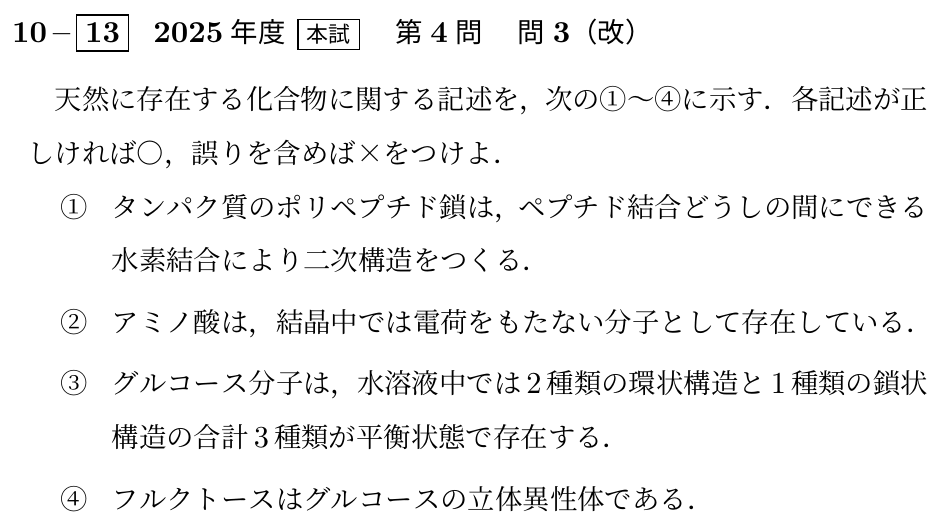 10–13 2025年度 本試 第4問 問3（改）
天然に存在する化合物に関する記述を，次の①〜④に示す．各記述が正
しければ○，誤りを含めば×をつけよ．
① タンパク質のポリペプチド鎖は，ペプチド結合どうしの間にできる
水素結合により二次構造をつくる．
② アミノ酸は，結晶中では電荷をもたない分子として存在している．
③ グルコース分子は，水溶液中では2種類の環状構造と1種類の鎖状
構造の合計3種類が平衡状態で存在する．
④ フルクトースはグルコースの立体異性体である．